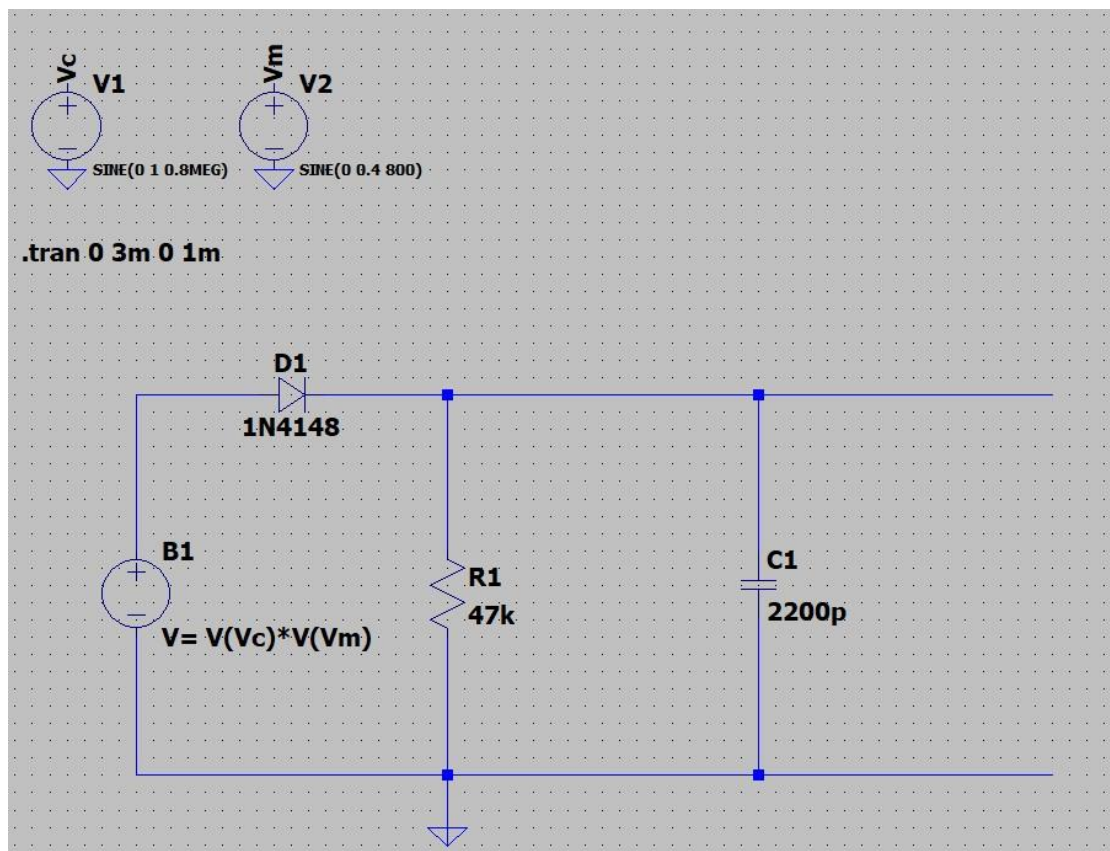 Vc
V1
Vm
V2
SINE(0 1 0.8MEG)
SINE(0 0.4 800)
.tran 0 3m 0 1m
D1
1N4148
B1
V= V(Vc)*V(Vm)
R1
47k
C1
2200p